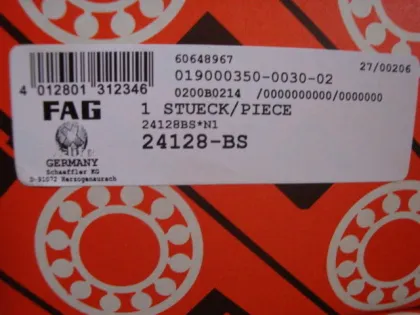 60648967
27/00206
019000350-0030-02
4 012801 312346
0200B0214 /0000000000/0000000
FAG
1 STUECK/PIECE
24128BS*N1
24128-BS
GERMANY
Schaeffler KG
D-91072 Herzogenaurach